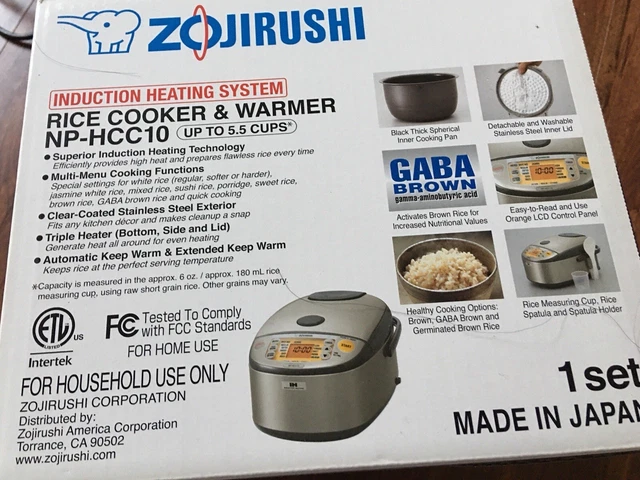 ZOJIRUSHI
INDUCTION HEATING SYSTEM
RICE COOKER & WARMER
NP-HCC10 (UP TO 5.5 CUPS*)
• Superior Induction Heating Technology
Efficiently provides high heat and prepares flawless rice every time
• Multi-Menu Cooking Functions
Special settings for white rice (regular, softer or harder),
jasmine white rice, mixed rice, sushi rice, porridge, sweet rice,
brown rice, GABA brown rice and quick cooking
• Clear-Coated Stainless Steel Exterior
Fits any kitchen décor and makes cleanup a snap
• Triple Heater (Bottom, Side and Lid)
Generate heat all around for even heating
• Automatic Keep Warm & Extended Keep Warm
Keeps rice at the perfect serving temperature
*Capacity is measured in the approx. 6 oz. / approx. 180 mL rice
measuring cup, using raw short grain rice. Other grains may vary.
ETL
US
LISTED
Intertek
FC Tested To Comply
with FCC Standards
FOR HOME USE
FOR HOUSEHOLD USE ONLY
ZOJIRUSHI CORPORATION
Distributed by:
Zojirushi America Corporation
Torrance, CA 90502
www.zojirushi.com
Black Thick Spherical
Inner Cooking Pan
Detachable and Washable
Stainless Steel Inner Lid
GABA
BROWN
gamma-aminobutyric acid
Activates Brown Rice for
Increased Nutritional Values
10:00
Easy-to-Read and Use
Orange LCD Control Panel
Healthy Cooking Options:
Brown, GABA Brown and
Germinated Brown Rice
Rice Measuring Cup, Rice
Spatula and Spatula Holder
10:00
IH
1 set
MADE IN JAPAN